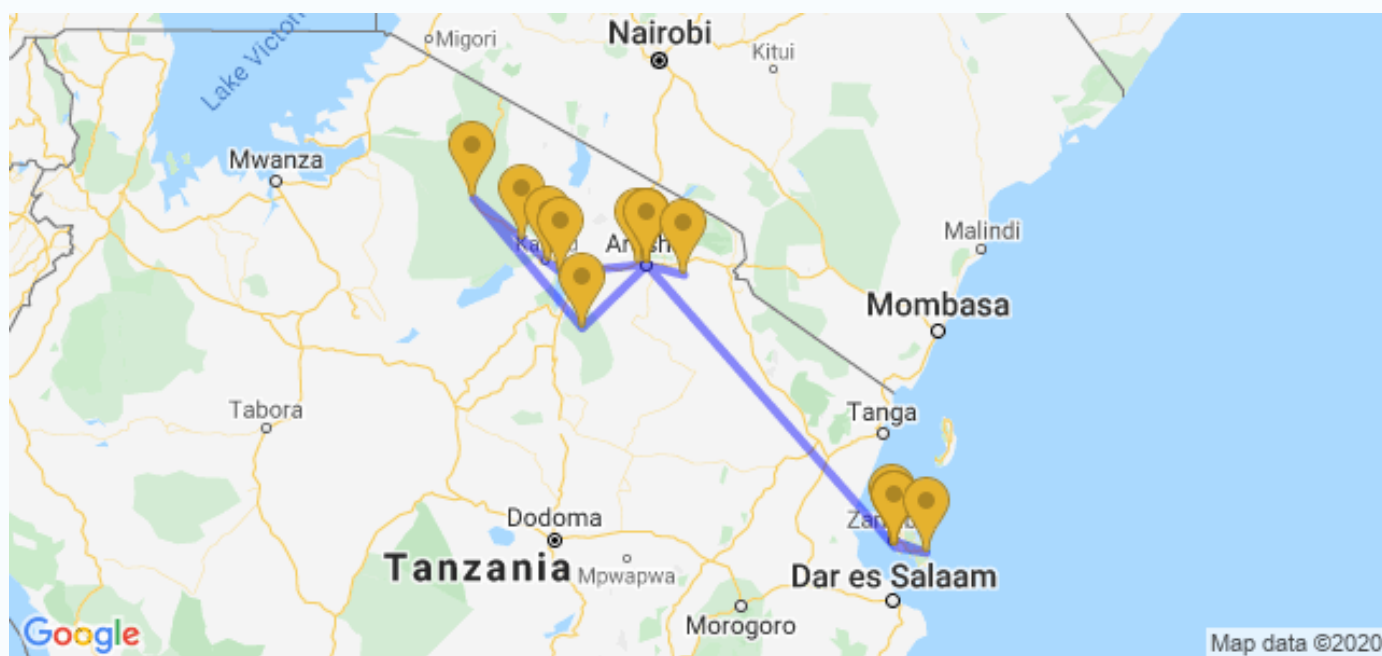 Nairobi
Migori
Kitui
Lake Victor
Mwanza
Malindi
Mombasa
Tabora
Tanga
Dodoma
Tanzania
Mpwapwa
Dar es Salaam
Morogoro
Google
Map data ©2020